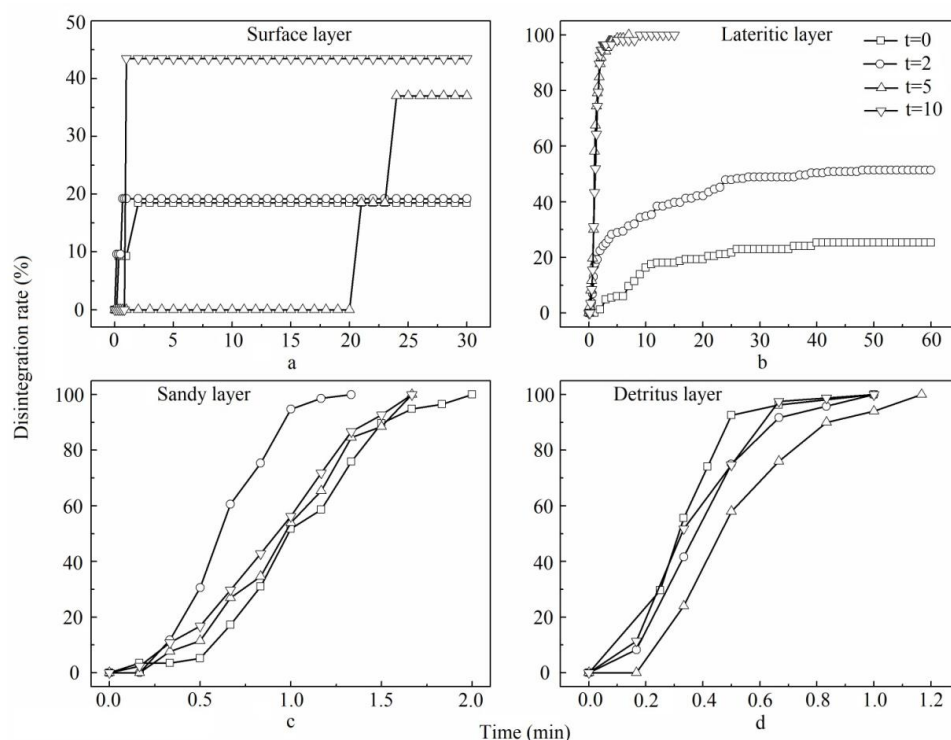 Surface layer
50
40
30
20
10
0
0 5 10 15 20 25 30
a
Lateritic layer
t=0
t=2
t=5
t=10
100
80
60
40
20
0
0 10 20 30 40 50 60
b
Disintegration rate (%)
Sandy layer
100
80
60
40
20
0
0.0 0.5 1.0 1.5 2.0
c
Detritus layer
100
80
60
40
20
0
0.0 0.2 0.4 0.6 0.8 1.0 1.2
d
Time (min)